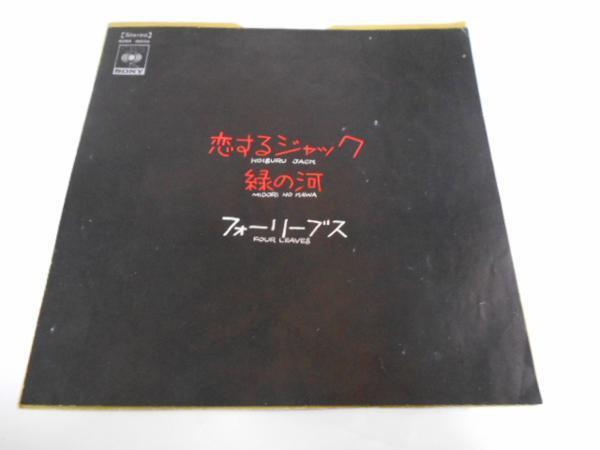 [Stereo]
SONY
恋するジャック
KOISURU JACK
緑の河
MIDORI NO KAWA
フォーリーブス
FOUR LEAVES